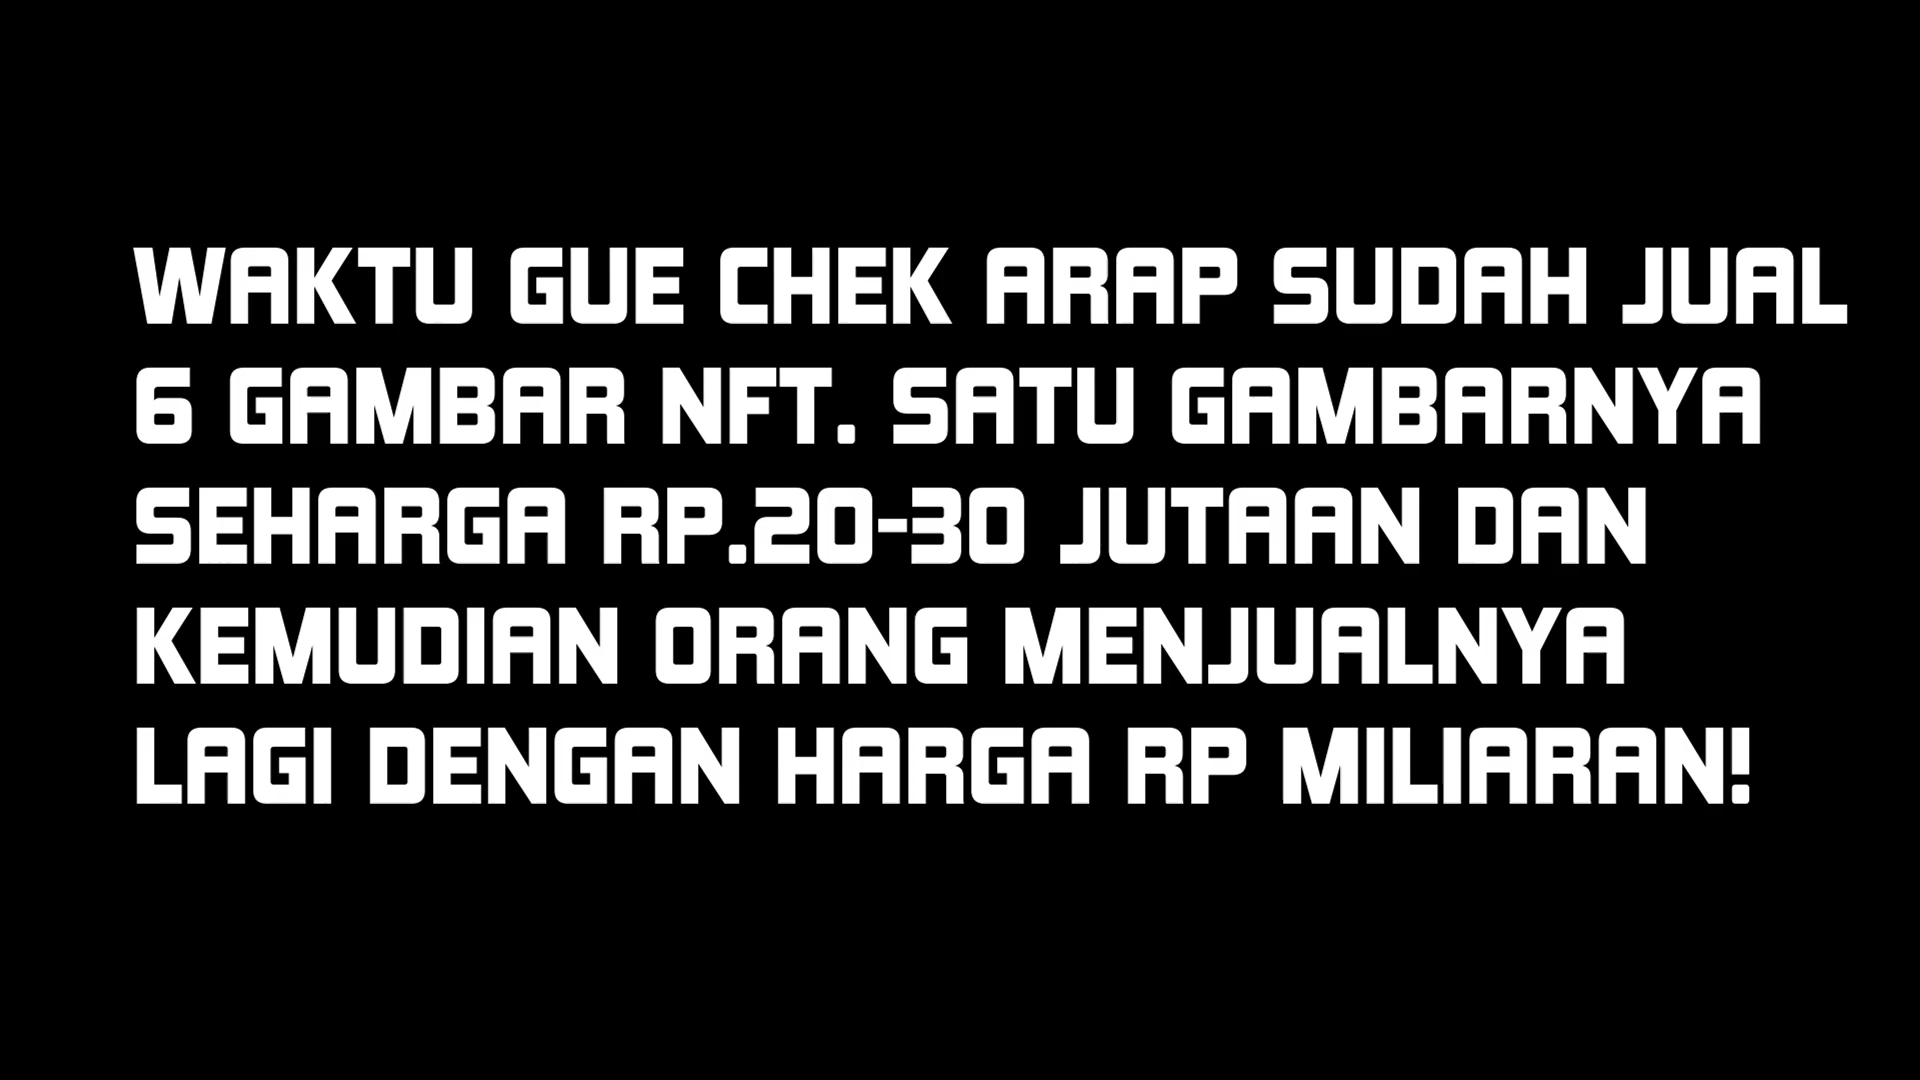 WAKTU GUE CHEK ARAP SUDAH JUAL
6 GAMBAR NFT. SATU GAMBARNYA
SEHARGA RP.20-30 JUTAAN DAN
KEMUDIAN ORANG MENJUALNYA
LAGI DENGAN HARGA RP MILIARAN!